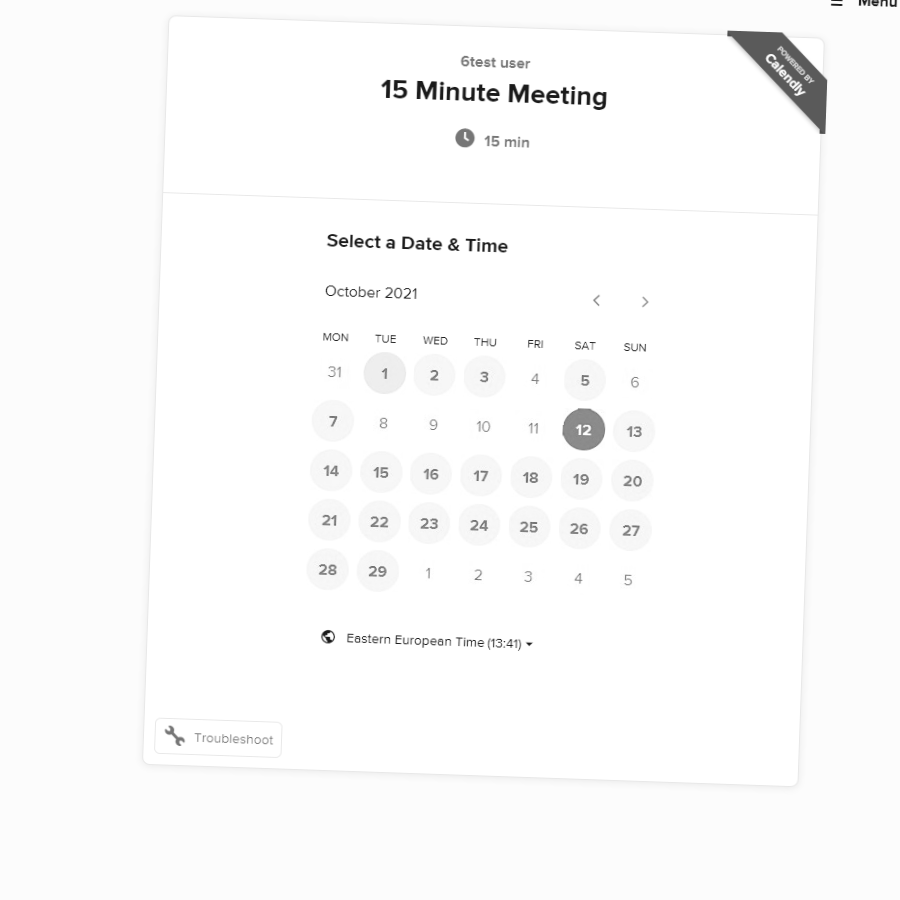 Menu
POWERED BY
Calendly
6test user
15 Minute Meeting
15 min
Select a Date & Time
October 2021
MON TUE WED THU FRI SAT SUN
31 1 2 3 4 5 6
7 8 9 10 11 12 13
14 15 16 17 18 19 20
21 22 23 24 25 26 27
28 29 1 2 3 4 5
Eastern European Time (13:41)
Troubleshoot